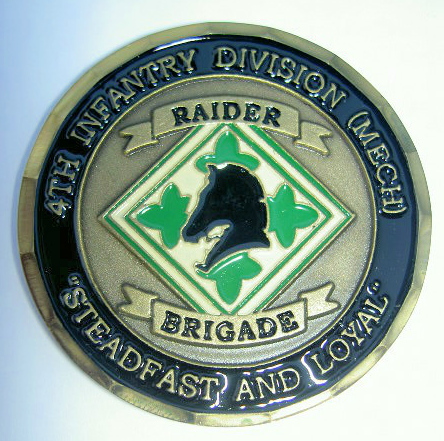 4TH INFANTRY DIVISION (MECH)
RAIDER
BRIGADE
"STEADFAST AND LOYAL"